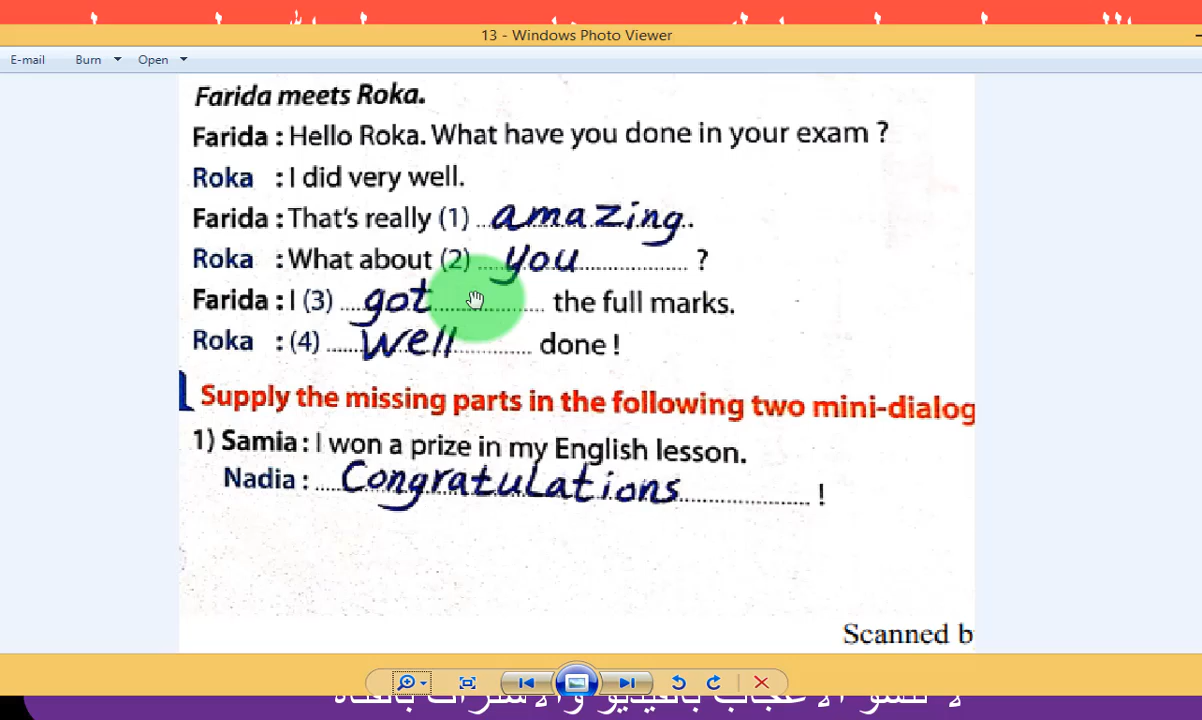 13 - Windows Photo Viewer
E-mail Burn Open
Farida meets Roka.
Farida : Hello Roka. What have you done in your exam ?
Roka : I did very well.
Farida : That's really (1) amazing.
Roka : What about (2) you ?
Farida : I (3) got the full marks.
Roka : (4) well done !
Supply the missing parts in the following two mini-dialog
1) Samia : I won a prize in my English lesson.
Nadia : Congratulations !
Scanned b